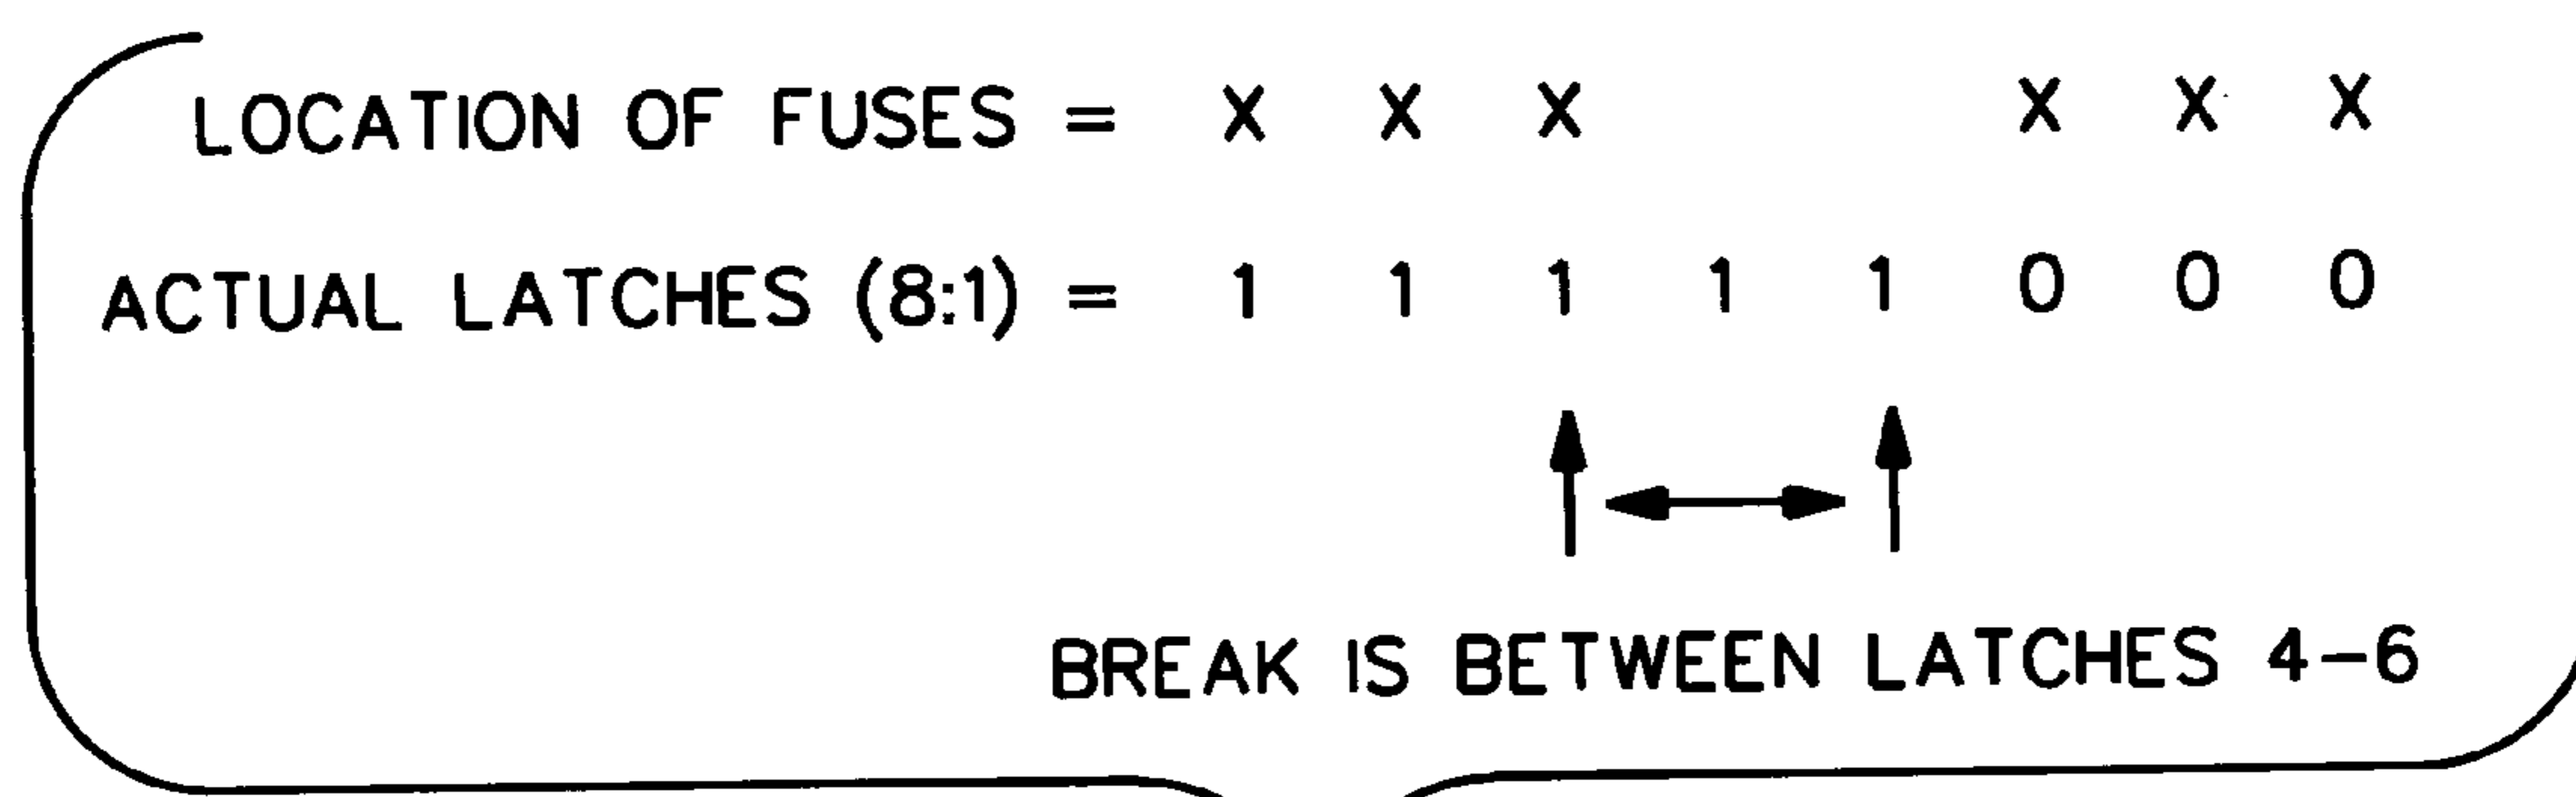 LOCATION OF FUSES = X X X X X X
ACTUAL LATCHES (8:1) = 1 1 1 1 1 0 0 0
BREAK IS BETWEEN LATCHES 4-6